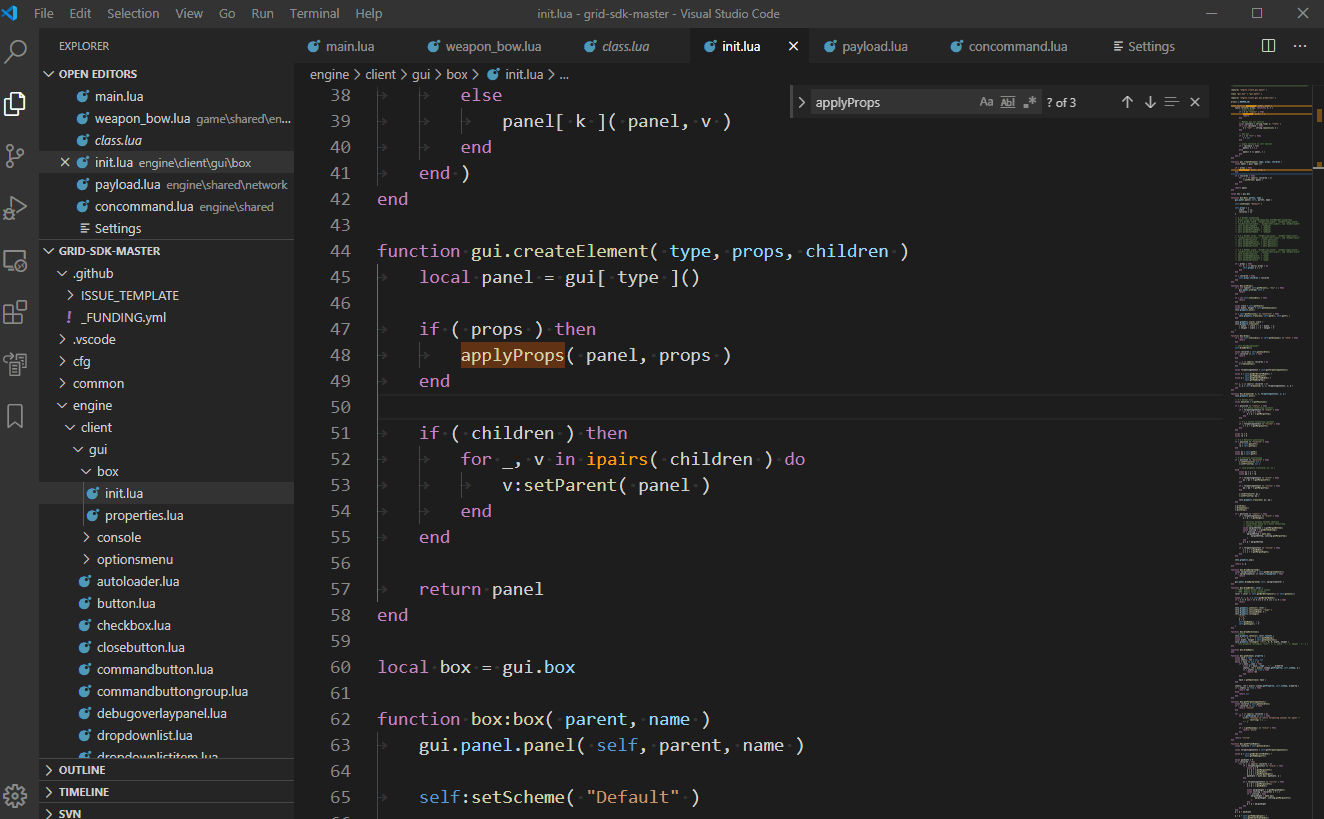 File Edit Selection View Go Run Terminal Help
init.lua - grid-sdk-master - Visual Studio Code
EXPLORER
OPEN EDITORS
main.lua
weapon_bow.lua game\shared\en...
class.lua
init.lua engine\client\gui\box
payload.lua engine\shared\network
concommand.lua engine\shared
Settings
GRID-SDK-MASTER
.github
ISSUE_TEMPLATE
! _FUNDING.yml
.vscode
cfg
common
engine
client
gui
box
init.lua
properties.lua
console
optionsmenu
autoloader.lua
button.lua
checkbox.lua
closebutton.lua
commandbutton.lua
commandbuttongroup.lua
debugoverlaypanel.lua
dropdownlist.lua
dropdownlistitem.lua
OUTLINE
TIMELINE
SVN
main.lua weapon_bow.lua class.lua init.lua payload.lua concommand.lua Settings
engine > client > gui > box > init.lua > ...
applyProps Aa Abl .* ? of 3
38 else
39 panel[ k ]( panel, v )
40 end
41 end )
42 end
43
44 function gui.createElement( type, props, children )
45 local panel = gui[ type ]()
46
47 if ( props ) then
48 applyProps( panel, props )
49 end
50
51 if ( children ) then
52 for _, v in ipairs( children ) do
53 v:setParent( panel )
54 end
55 end
56
57 return panel
58 end
59
60 local box = gui.box
61
62 function box:box( parent, name )
63 gui.panel.panel( self, parent, name )
64
65 self:setScheme( "Default" )